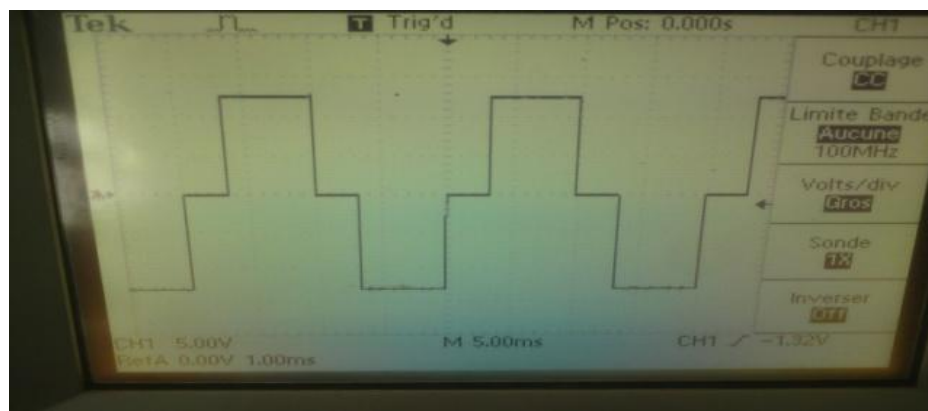 Tek T Trig'd M Pos: 0.000s CH1
Couplage
CC
Limite Bande
Aucune
100MHz
Volts/div
Gros
Sonde
1X
Inverser
Off
CH1 5.00V M 5.00ms CH1 -1.32V
RefA 0.00V 1.00ms